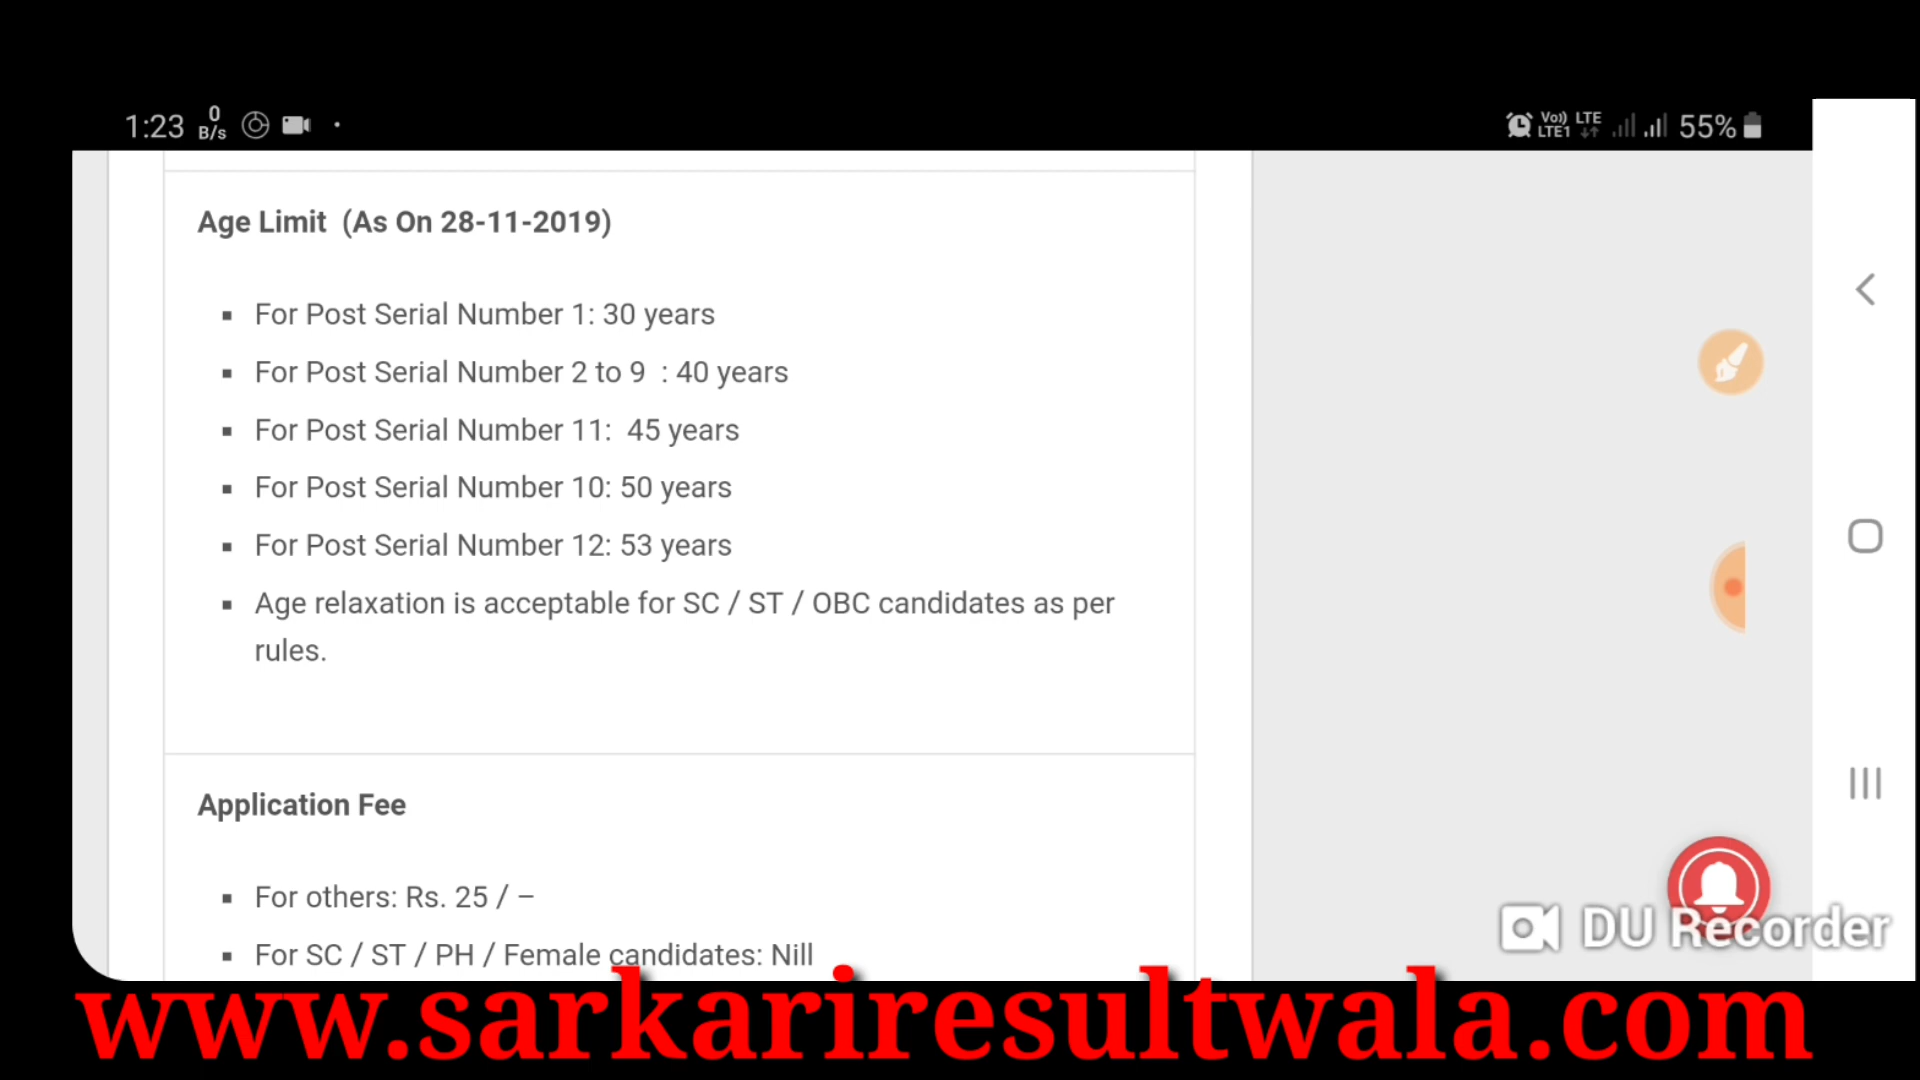 1:23 0 B/s Vo)) LTE1 LTE 55%
Age Limit (As On 28-11-2019)
▪ For Post Serial Number 1: 30 years
▪ For Post Serial Number 2 to 9 : 40 years
▪ For Post Serial Number 11: 45 years
▪ For Post Serial Number 10: 50 years
▪ For Post Serial Number 12: 53 years
▪ Age relaxation is acceptable for SC / ST / OBC candidates as per
rules.
Application Fee
▪ For others: Rs. 25 / –
▪ For SC / ST / PH / Female candidates: Nill
DU Recorder
www.sarkariresultwala.com